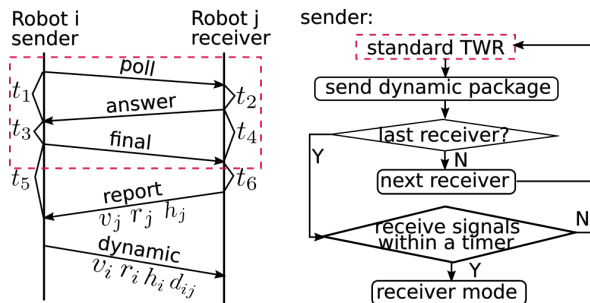 Robot i
sender
Robot j
receiver
poll
t₁
t₂
answer
t₃
t₄
final
t₅
t₆
report
vⱼ rⱼ hⱼ
dynamic
vᵢ rᵢ hᵢ dᵢⱼ
sender:
standard TWR
send dynamic package
last receiver?
Y
N
next receiver
receive signals
within a timer
N
Y
receiver mode